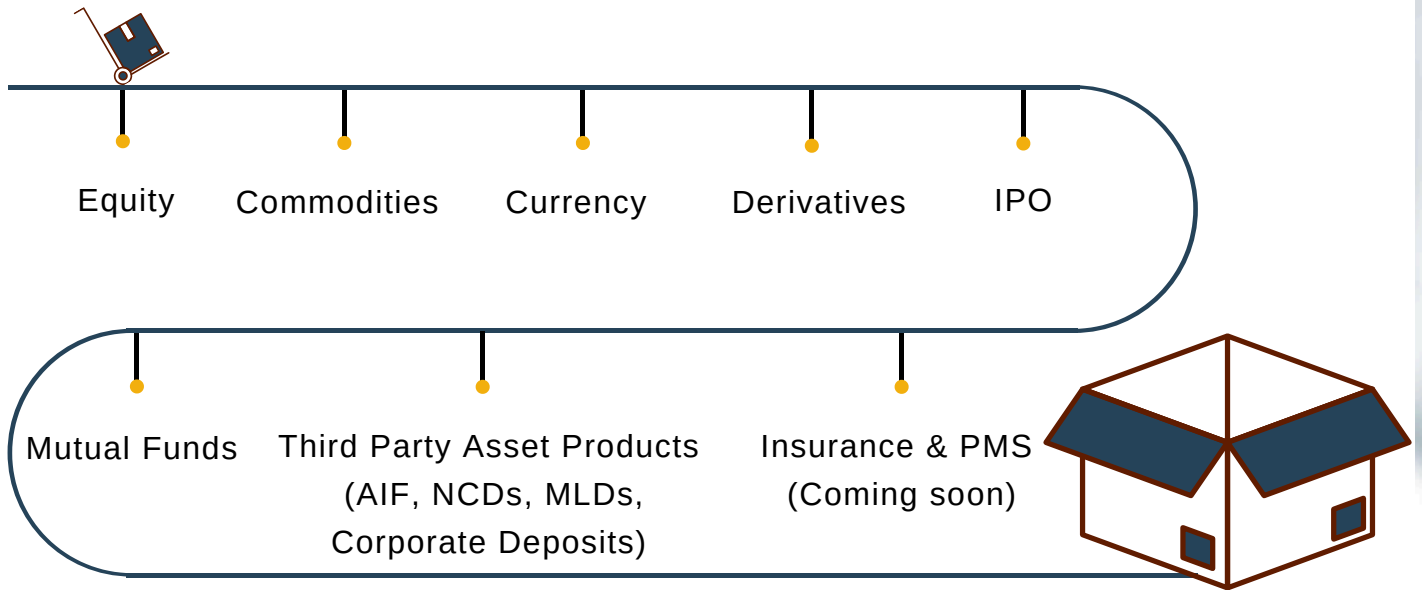 Equity
Commodities
Currency
Derivatives
IPO
Mutual Funds
Third Party Asset Products
(AIF, NCDs, MLDs,
Corporate Deposits)
Insurance & PMS
(Coming soon)